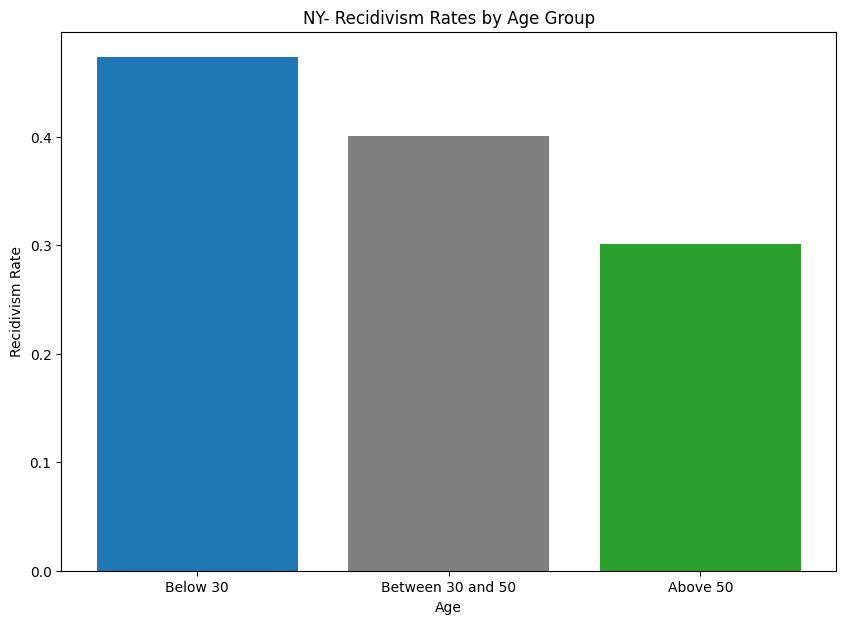 NY- Recidivism Rates by Age Group
Recidivism Rate
0.4
0.3
0.2
0.1
0.0
Below 30
Between 30 and 50
Above 50
Age